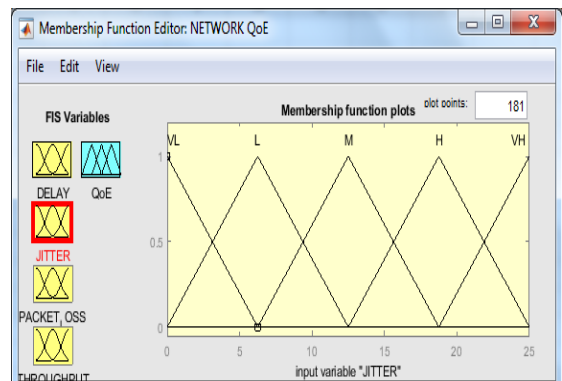 Membership Function Editor: NETWORK QoE
File Edit View
FIS Variables
Membership function plots
plot points:
181
VL L M H VH
DELAY QoE
JITTER
PACKET, OSS
THROUGHPUT
1
0.5
0
0 5 10 15 20 25
input variable "JITTER"